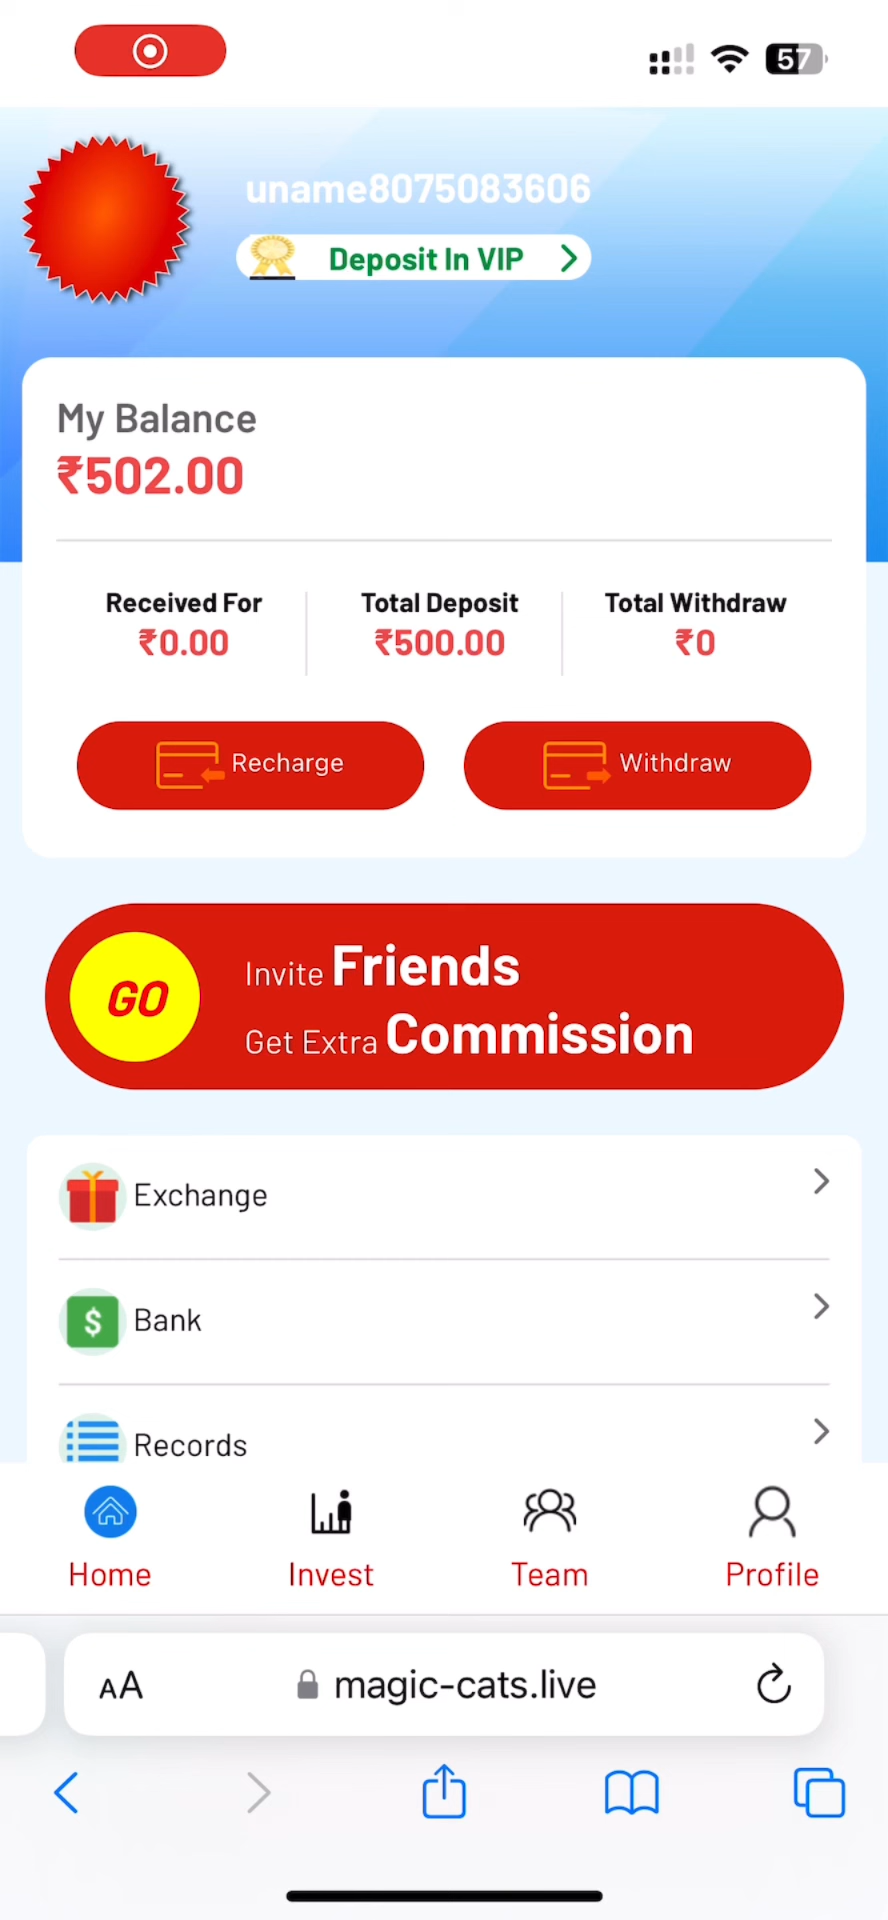 57
uname8075083606
Deposit In VIP
My Balance
₹502.00
Received For Total Deposit Total Withdraw
₹0.00 ₹500.00 ₹0
Recharge Withdraw
GO
Invite Friends
Get Extra Commission
Exchange
$ Bank
Records
Home Invest Team Profile
AA magic-cats.live